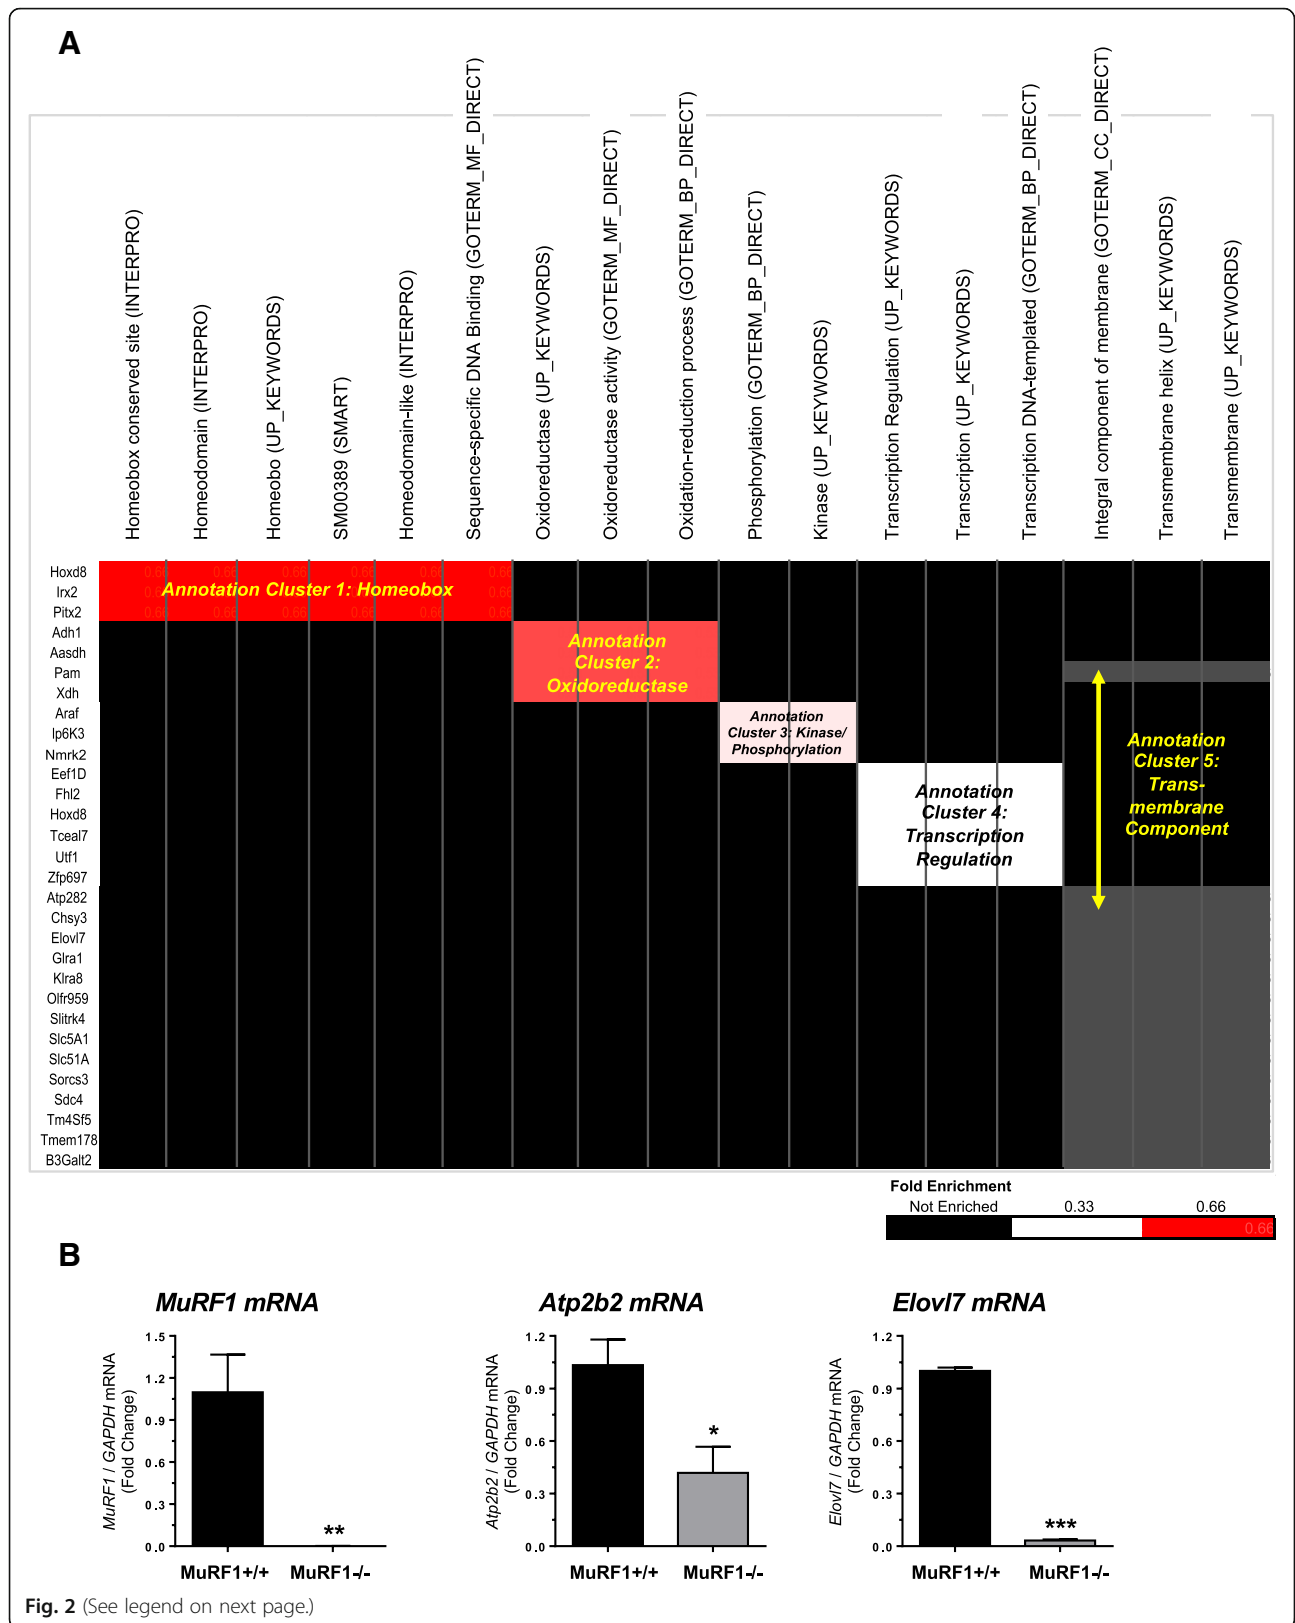 A
Homeobox conserved site (INTERPRO)
Homeodomain (INTERPRO)
Homeobo (UP_KEYWORDS)
SM00389 (SMART)
Homeodomain-like (INTERPRO)
Sequence-specific DNA Binding (GOTERM_MF_DIRECT)
Oxidoreductase (UP_KEYWORDS)
Oxidoreductase activity (GOTERM_MF_DIRECT)
Oxidation-reduction process (GOTERM_BP_DIRECT)
Phosphorylation (GOTERM_BP_DIRECT)
Kinase (UP_KEYWORDS)
Transcription Regulation (UP_KEYWORDS)
Transcription (UP_KEYWORDS)
Transcription DNA-templated (GOTERM_BP_DIRECT)
Integral component of membrane (GOTERM_CC_DIRECT)
Transmembrane helix (UP_KEYWORDS)
Transmembrane (UP_KEYWORDS)
Hoxd8
Irx2
Pitx2
Adh1
Aasdh
Pam
Xdh
Araf
Ip6K3
Nmrk2
Eef1D
Fhl2
Hoxd8
Tceal7
Utf1
Zfp697
Atp282
Chsy3
Elovl7
Glra1
Klra8
Olfr959
Slitrk4
Slc5A1
Slc51A
Sorcs3
Sdc4
Tm4Sf5
Tmem178
B3Galt2
Annotation Cluster 1: Homeobox
Annotation
Cluster 2:
Oxidoreductase
Annotation
Cluster 3: Kinase/
Phosphorylation
Annotation
Cluster 4:
Transcription
Regulation
Annotation
Cluster 5:
Trans-
membrane
Component
Fold Enrichment
Not Enriched 0.33 0.66
0.66
B
MuRF1 mRNA
MuRF1 / GAPDH mRNA
(Fold Change)
1.5
1.2
0.9
0.6
0.3
0.0
**
MuRF1+/+ MuRF1-/-
Atp2b2 mRNA
Atp2b2 / GAPDH mRNA
(Fold Change)
1.2
0.9
0.6
0.3
0.0
*
MuRF1+/+ MuRF1-/-
Elovl7 mRNA
Elovl7 / GAPDH mRNA
(Fold Change)
1.2
0.9
0.6
0.3
0.0
***
MuRF1+/+ MuRF1-/-
Fig. 2 (See legend on next page.)